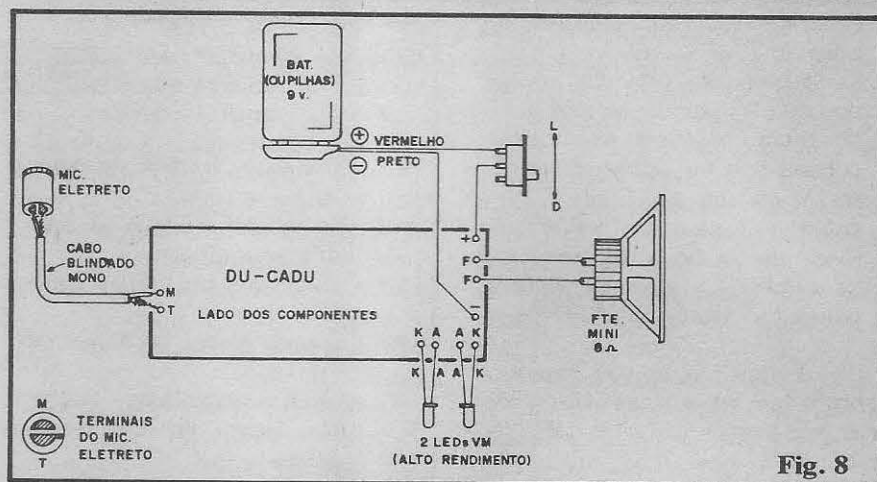 BAT.
(OU PILHAS)
9 v.
⊕ VERMELHO
⊖ PRETO
L
D
MIC.
ELETRETO
CABO
BLINDADO
MONO
M
T
DU-CADU
LADO DOS COMPONENTES
+
F
F
−
K A A K
K A A K
FTE.
MINI
8Ω
2 LEDs VM
(ALTO RENDIMENTO)
M
TERMINAIS
DO MIC.
ELETRETO
T
Fig. 8